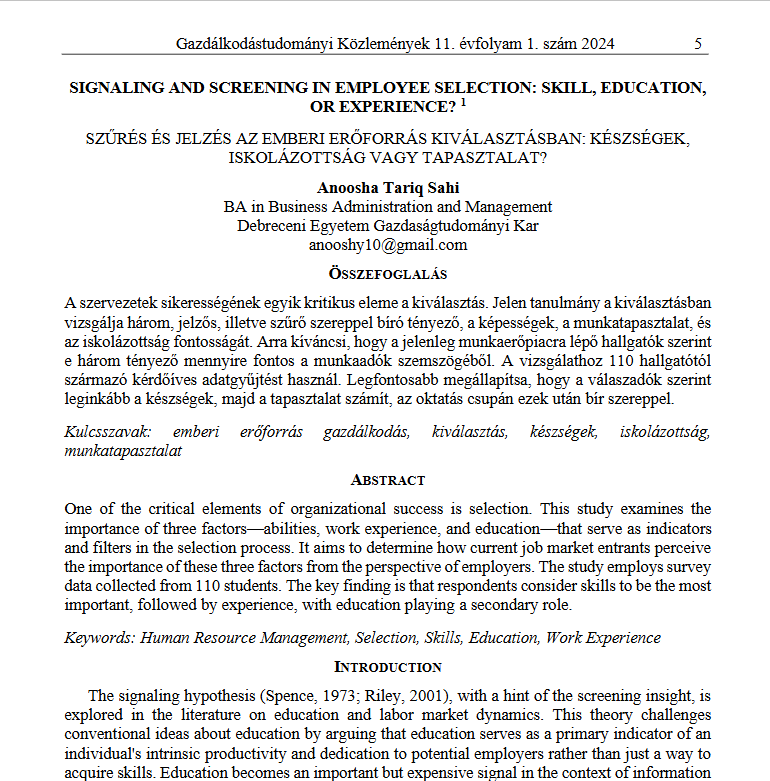 Gazdálkodástudományi Közlemények 11. évfolyam 1. szám 2024 5
SIGNALING AND SCREENING IN EMPLOYEE SELECTION: SKILL, EDUCATION,
OR EXPERIENCE? 1
SZŰRÉS ÉS JELZÉS AZ EMBERI ERŐFORRÁS KIVÁLASZTÁSBAN: KÉSZSÉGEK,
ISKOLÁZOTTSÁG VAGY TAPASZTALAT?
Anoosha Tariq Sahi
BA in Business Administration and Management
Debreceni Egyetem Gazdaságtudományi Kar
anooshy10@gmail.com
ÖSSZEFOGLALÁS
A szervezetek sikerességének egyik kritikus eleme a kiválasztás. Jelen tanulmány a kiválasztásban
vizsgálja három, jelzős, illetve szűrő szereppel bíró tényező, a képességek, a munkatapasztalat, és
az iskolázottság fontosságát. Arra kíváncsi, hogy a jelenleg munkaerőpiacra lépő hallgatók szerint
e három tényező mennyire fontos a munkaadók szemszögéből. A vizsgálathoz 110 hallgatótól
származó kérdőíves adatgyűjtést használ. Legfontosabb megállapítsa, hogy a válaszadók szerint
leginkább a készségek, majd a tapasztalat számít, az oktatás csupán ezek után bír szereppel.
Kulcsszavak: emberi erőforrás gazdálkodás, kiválasztás, készségek, iskolázottság,
munkatapasztalat
ABSTRACT
One of the critical elements of organizational success is selection. This study examines the
importance of three factors—abilities, work experience, and education—that serve as indicators
and filters in the selection process. It aims to determine how current job market entrants perceive
the importance of these three factors from the perspective of employers. The study employs survey
data collected from 110 students. The key finding is that respondents consider skills to be the most
important, followed by experience, with education playing a secondary role.
Keywords: Human Resource Management, Selection, Skills, Education, Work Experience
INTRODUCTION
The signaling hypothesis (Spence, 1973; Riley, 2001), with a hint of the screening insight, is
explored in the literature on education and labor market dynamics. This theory challenges
conventional ideas about education by arguing that education serves as a primary indicator of an
individual's intrinsic productivity and dedication to potential employers rather than just a way to
acquire skills. Education becomes an important but expensive signal in the context of information